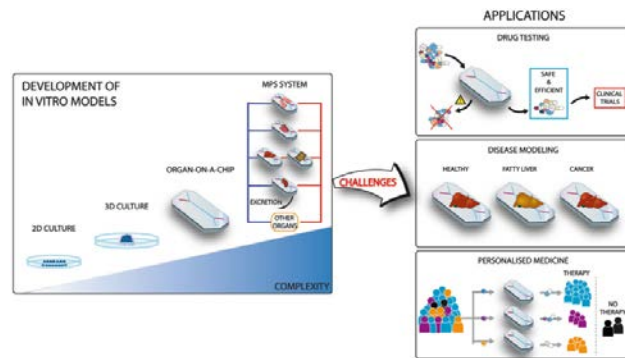 APPLICATIONS
DRUG TESTING
SAFE
&
EFFICIENT
CLINICAL
TRIALS
DEVELOPMENT OF
IN VITRO MODELS
MPS SYSTEM
ORGAN-ON-A-CHIP
3D CULTURE
2D CULTURE
EXCRETION
OTHER
ORGANS
COMPLEXITY
CHALLENGES
DISEASE MODELING
HEALTHY
FATTY LIVER
CANCER
PERSONALISED MEDICINE
THERAPY
NO
THERAPY